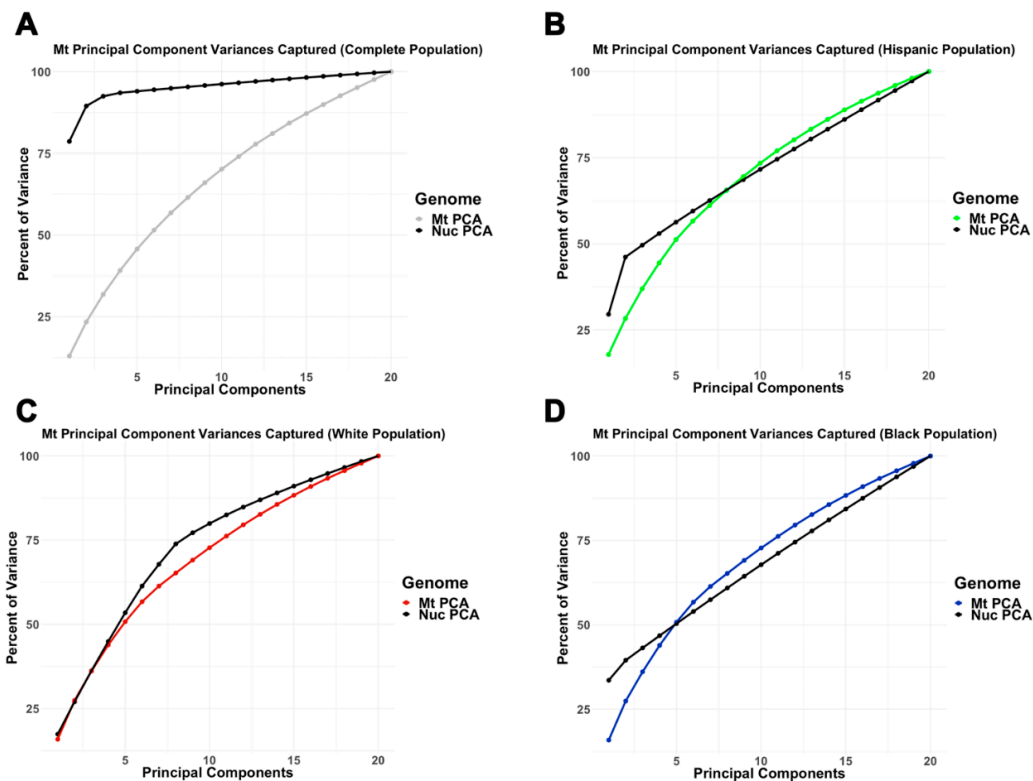 A
Mt Principal Component Variances Captured (Complete Population)
Percent of Variance
100
75
50
25
5
10
15
20
Principal Components
Genome
Mt PCA
Nuc PCA
B
Mt Principal Component Variances Captured (Hispanic Population)
Percent of Variance
100
75
50
25
5
10
15
20
Principal Components
Genome
Mt PCA
Nuc PCA
C
Mt Principal Component Variances Captured (White Population)
Percent of Variance
100
75
50
25
5
10
15
20
Principal Components
Genome
Mt PCA
Nuc PCA
D
Mt Principal Component Variances Captured (Black Population)
Percent of Variance
100
75
50
25
5
10
15
20
Principal Components
Genome
Mt PCA
Nuc PCA